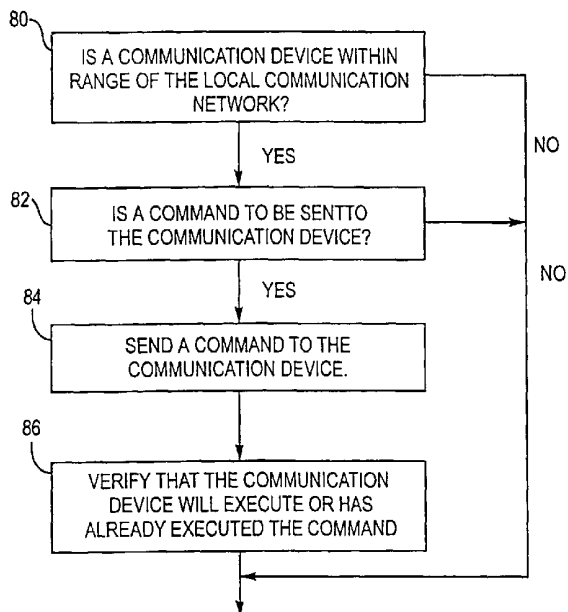 80
IS A COMMUNICATION DEVICE WITHIN
RANGE OF THE LOCAL COMMUNICATION
NETWORK?
NO
YES
82
IS A COMMAND TO BE SENTTO
THE COMMUNICATION DEVICE?
NO
YES
84
SEND A COMMAND TO THE
COMMUNICATION DEVICE.
86
VERIFY THAT THE COMMUNICATION
DEVICE WILL EXECUTE OR HAS
ALREADY EXECUTED THE COMMAND